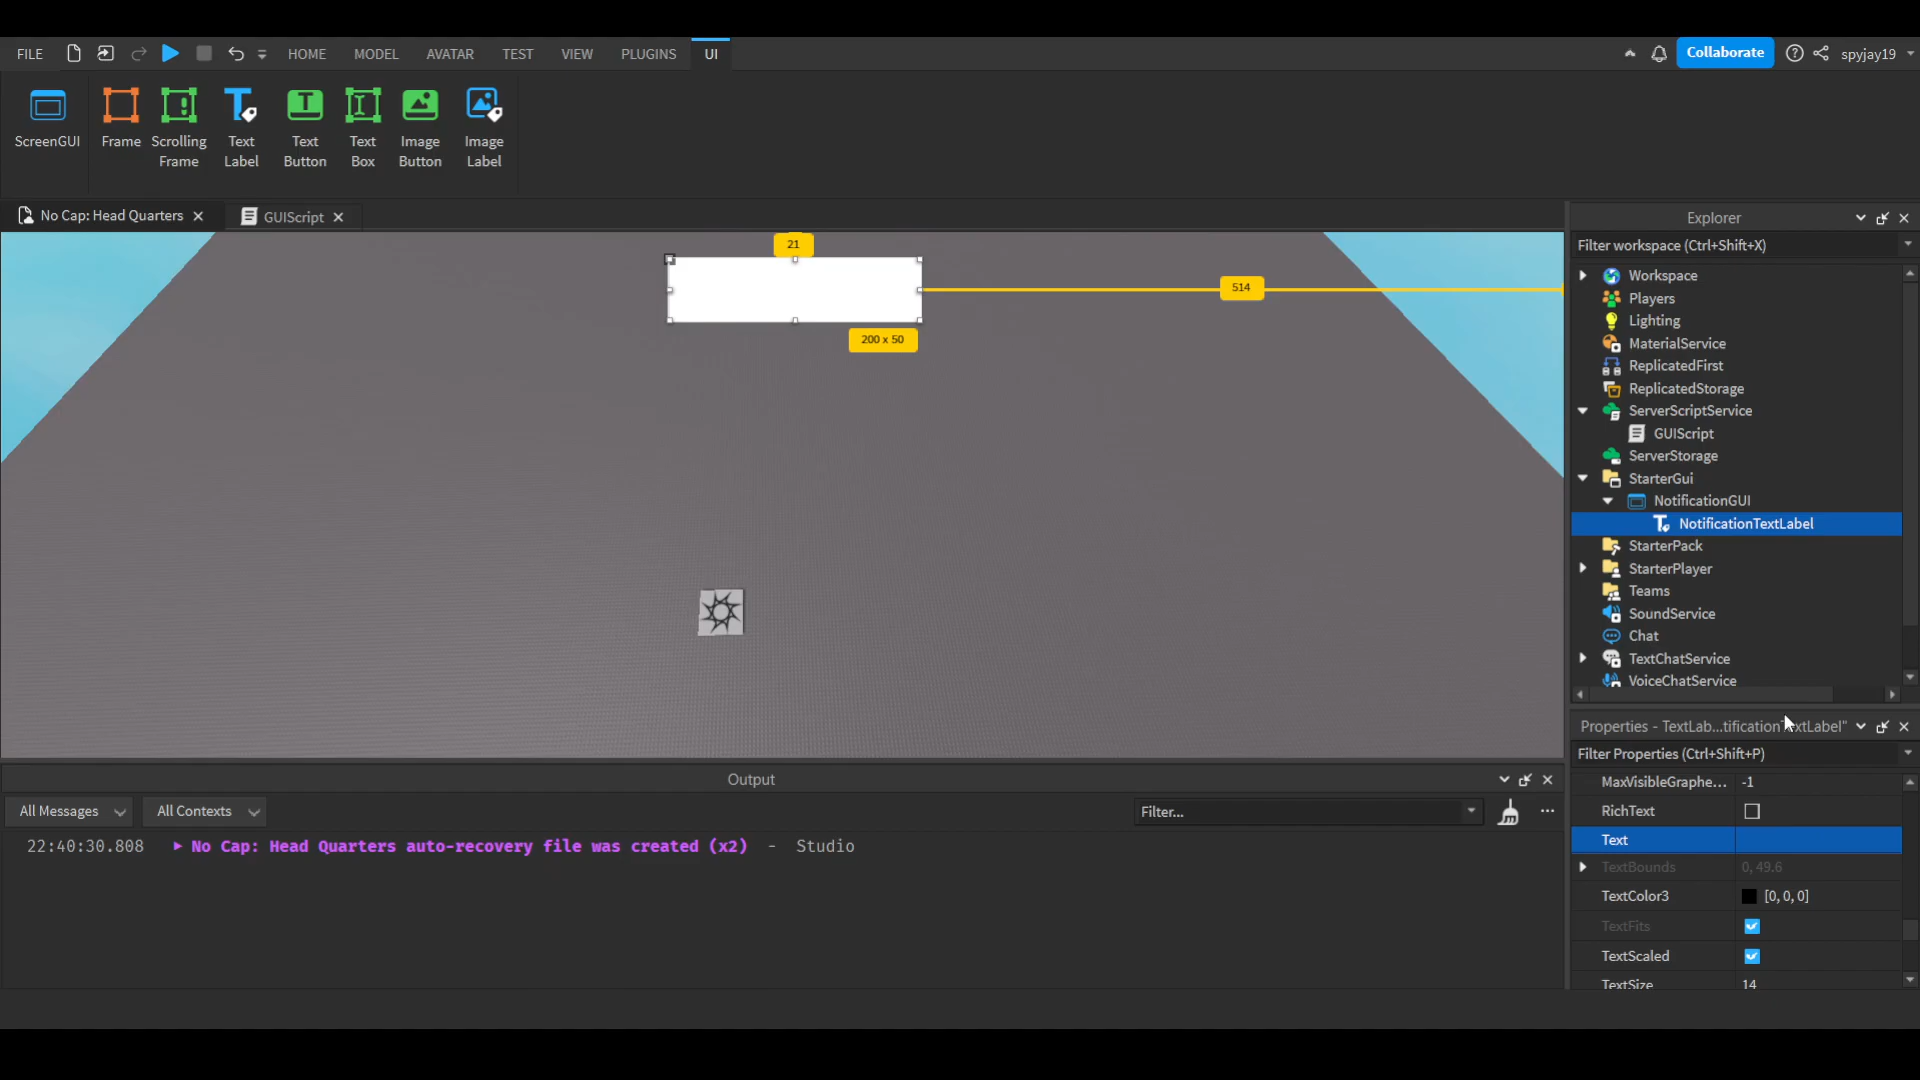 FILE HOME MODEL AVATAR TEST VIEW PLUGINS UI Collaborate spyjay19
ScreenGUI
Frame
Scrolling
Frame
Text
Label
Text
Button
Text
Box
Image
Button
Image
Label
No Cap: Head Quarters
GUIScript
21
514
200 x 50
Explorer
Filter workspace (Ctrl+Shift+X)
Workspace
Players
Lighting
MaterialService
ReplicatedFirst
ReplicatedStorage
ServerScriptService
GUIScript
ServerStorage
StarterGui
NotificationGUI
NotificationTextLabel
StarterPack
StarterPlayer
Teams
SoundService
Chat
TextChatService
VoiceChatService
Properties - TextLab...tificationTextLabel"
Filter Properties (Ctrl+Shift+P)
MaxVisibleGraphe... -1
RichText
Text
TextBounds 0, 49.6
TextColor3 [0, 0, 0]
TextFits
TextScaled
TextSize 14
Output
All Messages All Contexts Filter...
22:40:30.808 No Cap: Head Quarters auto-recovery file was created (x2) - Studio